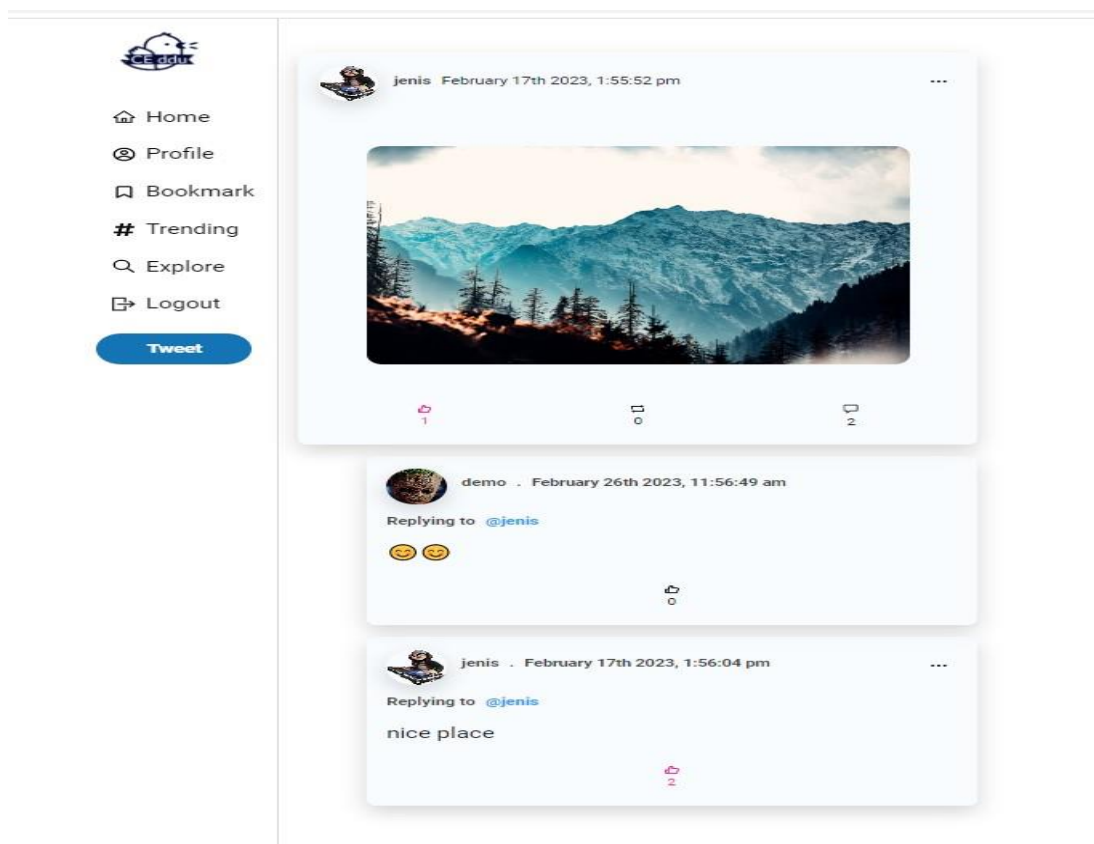 CE ddu
Home
Profile
Bookmark
# Trending
Explore
Logout
Tweet
jenis February 17th 2023, 1:55:52 pm ...
1 0 2
demo . February 26th 2023, 11:56:49 am
Replying to @jenis
😊😊
0
jenis . February 17th 2023, 1:56:04 pm ...
Replying to @jenis
nice place
2